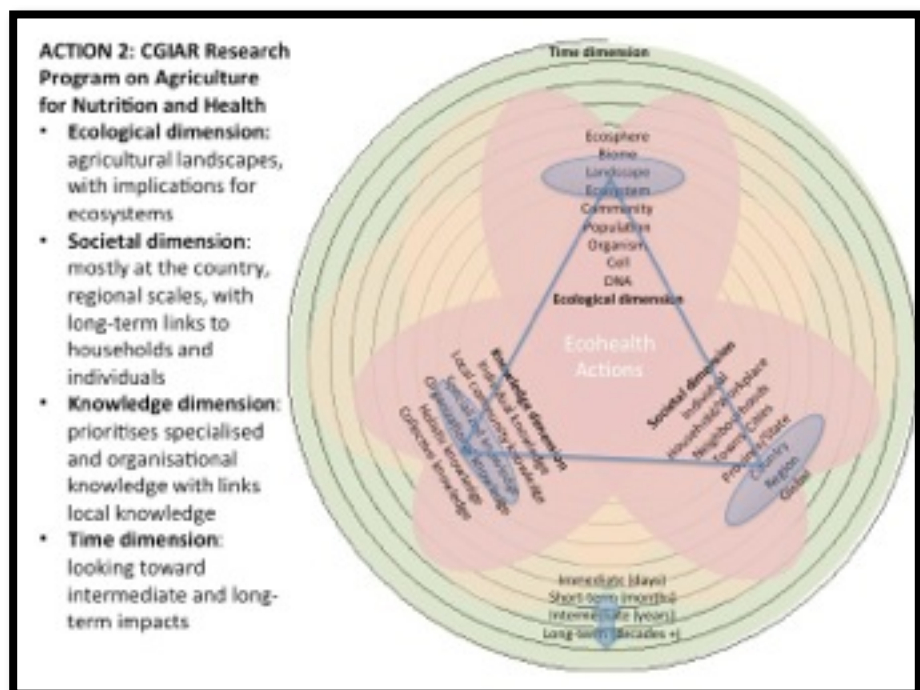 ACTION 2: CGIAR Research
Program on Agriculture
for Nutrition and Health
• Ecological dimension:
agricultural landscapes,
with implications for
ecosystems
• Societal dimension:
mostly at the country,
regional scales, with
long-term links to
households and
individuals
• Knowledge dimension:
prioritises specialised
and organisational
knowledge with links
local knowledge
• Time dimension:
looking toward
intermediate and long-
term impacts
Time dimension
Ecosphere
Biome
Landscape
Ecosystem
Community
Population
Organism
Cell
DNA
Ecological dimension
Ecohealth
Actions
Knowledge dimension
Individual knowledge
Local community knowledge
Specialized knowledge
Organisational knowledge
Holistic knowledge
Collective knowledge
Societal dimension
Individual
Household/workplace
Neighbourhoods
Towns/Cities
Province/State
Country
Region
Global
Immediate (days)
Short-term (months)
Intermediate (years)
Long-term (decades +)